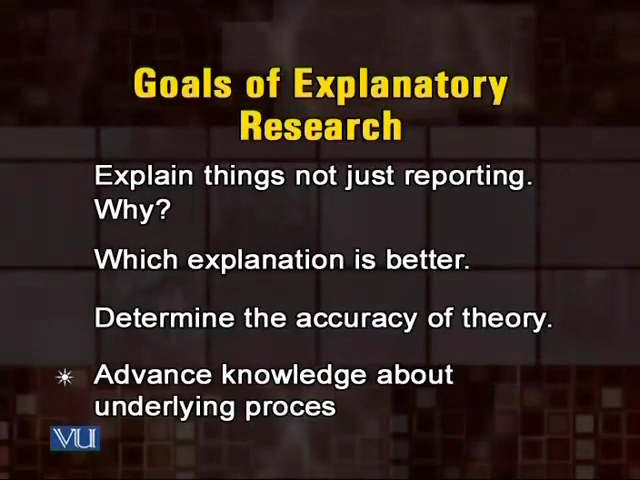 Goals of Explanatory
Research
Explain things not just reporting.
Why?
Which explanation is better.
Determine the accuracy of theory.
Advance knowledge about
underlying proces
VU